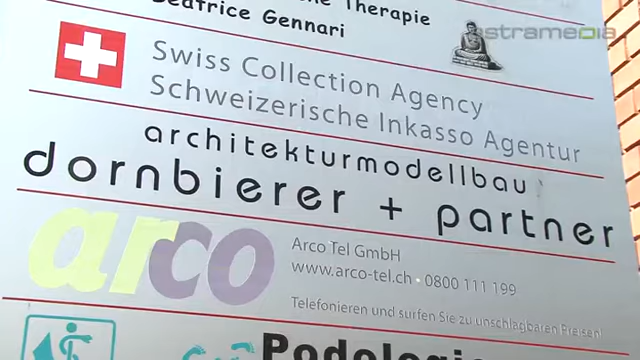 Therapie
Beatrice Gennari
astramedia
Swiss Collection Agency
Schweizerische Inkasso Agentur
architekturmodellbau
dornbierer + partner
arco
Arco Tel GmbH
www.arco-tel.ch • 0800 111 199
Telefonieren und surfen Sie zu unschlagbaren Preisen!
Podologie